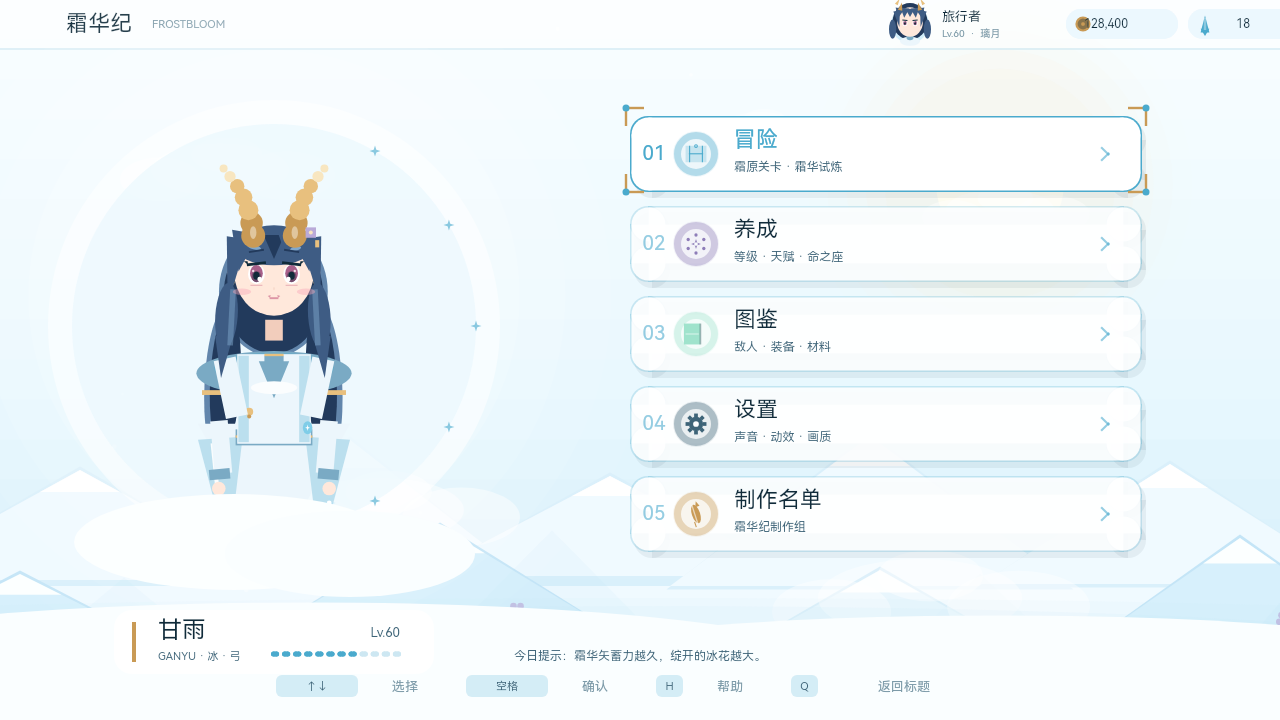 霜华纪 FROSTBLOOM
旅行者
Lv.60 · 璃月
28,400
18
01 冒险
霜原关卡 · 霜华试炼
02 养成
等级 · 天赋 · 命之座
03 图鉴
敌人 · 装备 · 材料
04 设置
声音 · 动效 · 画质
05 制作名单
霜华纪制作组
甘雨 Lv.60
GANYU · 冰 · 弓
今日提示：霜华矢蓄力越久，绽开的冰花越大。
↑↓ 选择 空格 确认 H 帮助 Q 返回标题